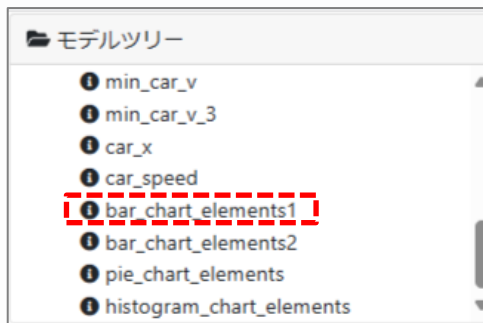 モデルツリー
min_car_v
min_car_v_3
car_x
car_speed
bar_chart_elements1
bar_chart_elements2
pie_chart_elements
histogram_chart_elements